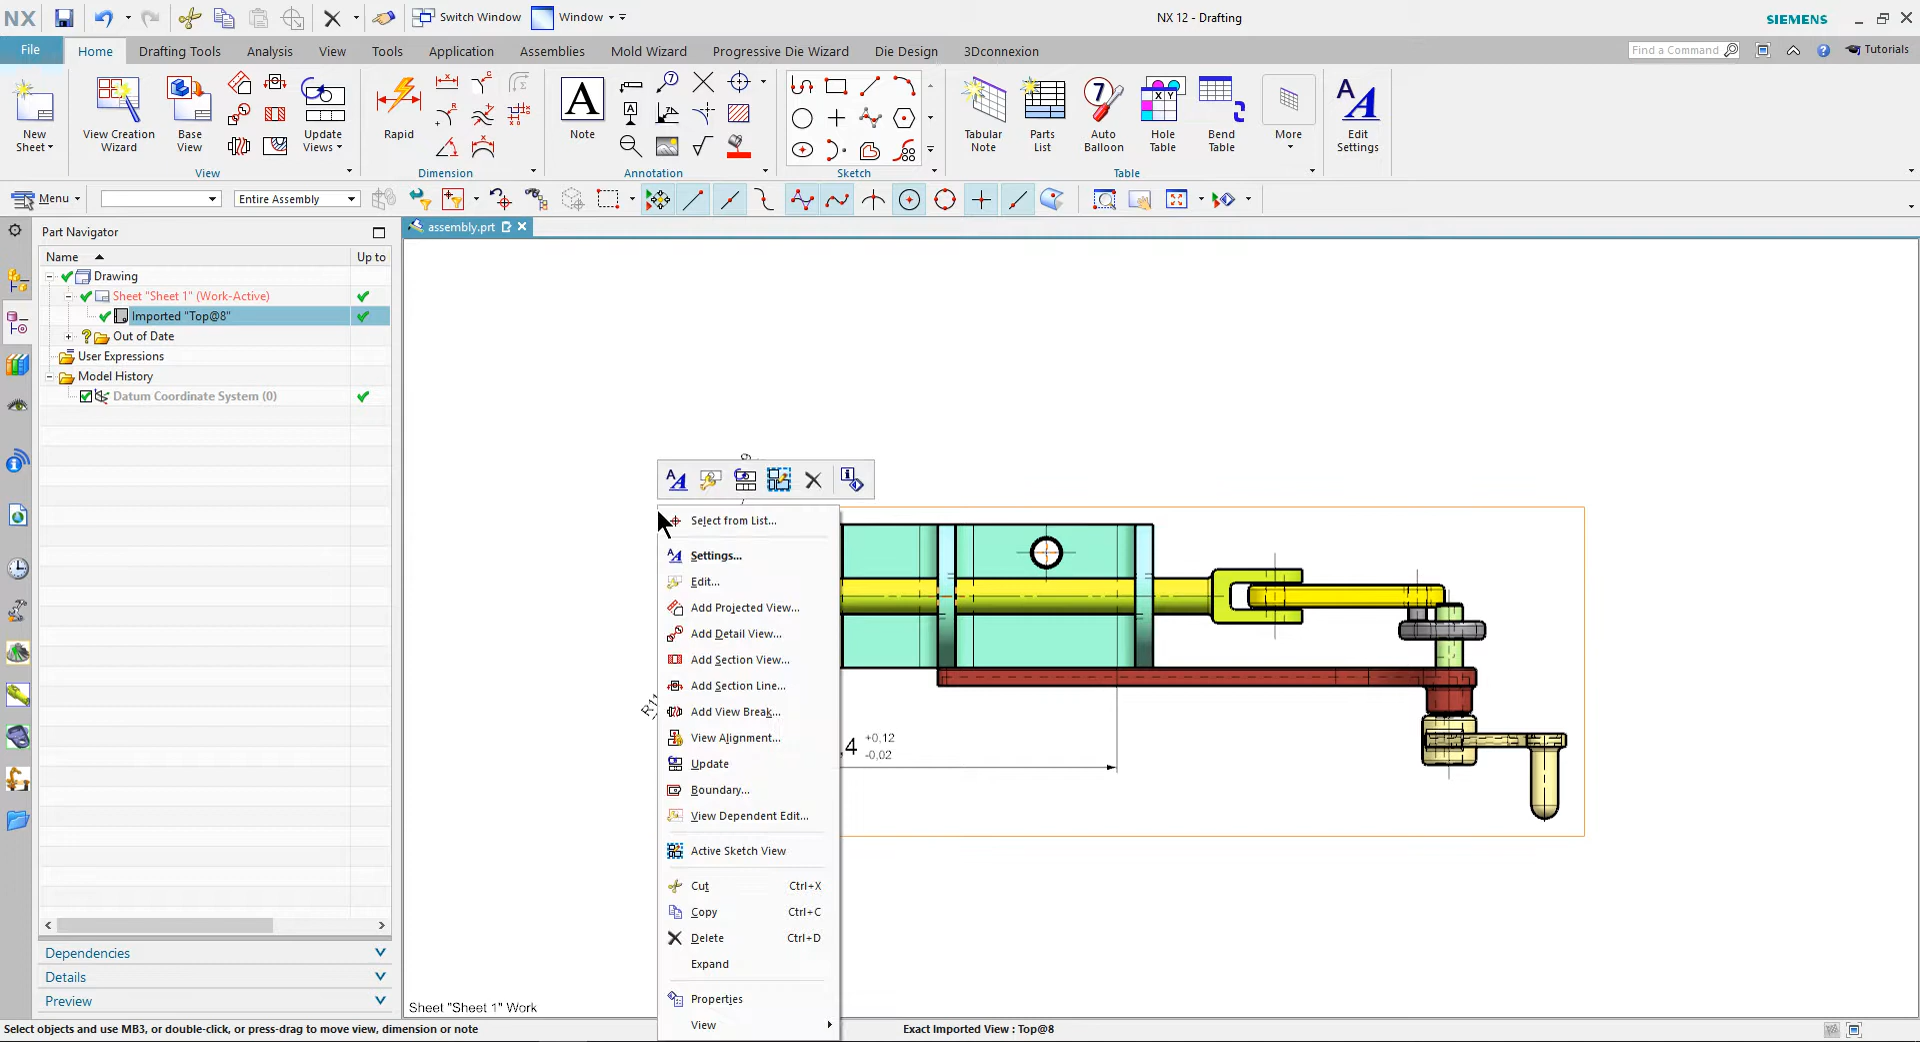 NX
Switch Window
Window
NX 12 - Drafting
SIEMENS
File
Home
Drafting Tools
Analysis
View
Tools
Application
Assemblies
Mold Wizard
Progressive Die Wizard
Die Design
3Dconnexion
Find a Command
Tutorials
New Sheet
View Creation Wizard
Base View
Update Views
Rapid
Note
Tabular Note
Parts List
Auto Balloon
Hole Table
Bend Table
More
Edit Settings
View
Dimension
Annotation
Sketch
Table
Menu
Entire Assembly
Part Navigator
assembly.prt
Name
Up to
Drawing
Sheet "Sheet 1" (Work-Active)
Imported "Top@8"
Out of Date
User Expressions
Model History
Datum Coordinate System (0)
Dependencies
Details
Preview
Select from List...
Settings...
Edit...
Add Projected View...
Add Detail View...
Add Section View...
Add Section Line...
Add View Break...
View Alignment...
Update
Boundary...
View Dependent Edit...
Active Sketch View
Cut Ctrl+X
Copy Ctrl+C
Delete Ctrl+D
Expand
Properties
View
,4 +0,12
-0,02
Sheet "Sheet 1" Work
Select objects and use MB3, or double-click, or press-drag to move view, dimension or note
Exact Imported View : Top@8